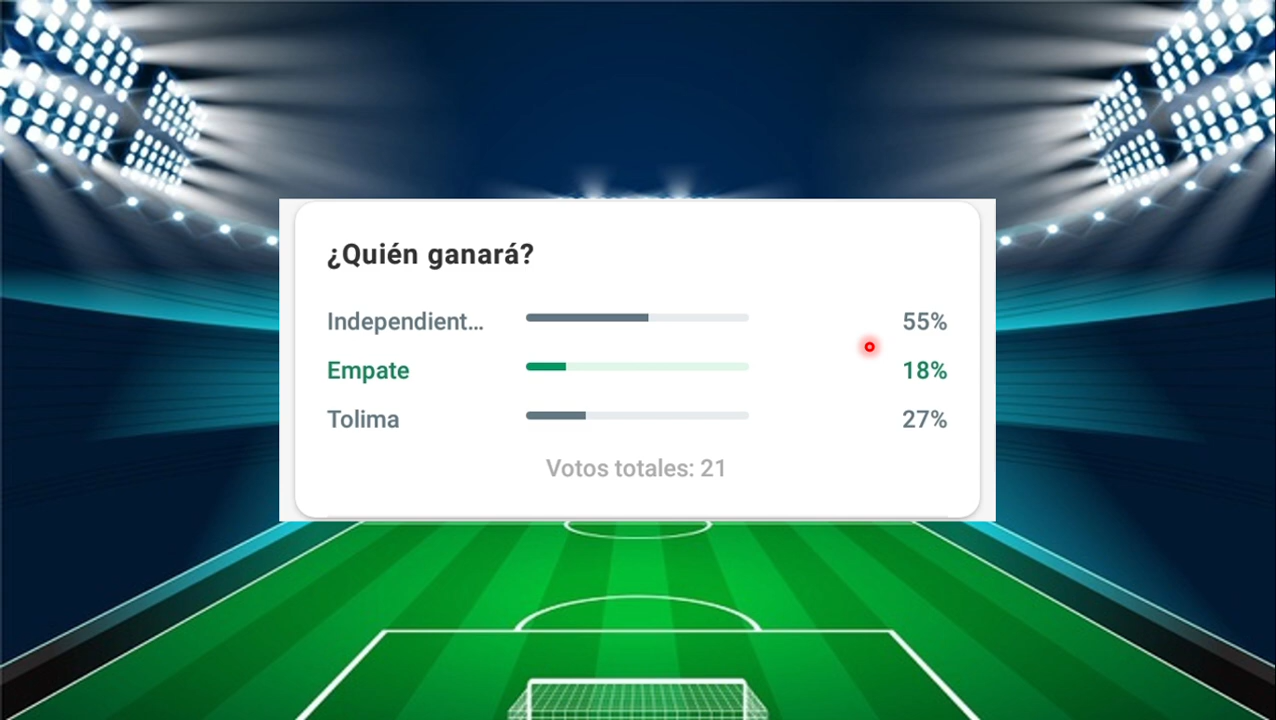 ¿Quién ganará?
Independient... 55%
Empate 18%
Tolima 27%
Votos totales: 21